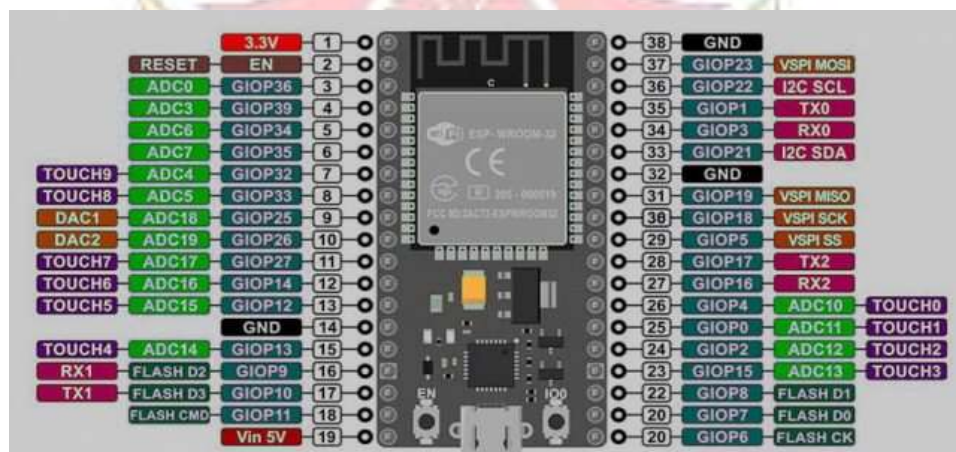 3.3V 1 38 GND
RESET EN 2 37 GIOP23 VSPI MOSI
ADC0 GIOP36 3 36 GIOP22 I2C SCL
ADC3 GIOP39 4 35 GIOP1 TX0
ADC6 GIOP34 5 34 GIOP3 RX0
ADC7 GIOP35 6 33 GIOP21 I2C SDA
TOUCH9 ADC4 GIOP32 7 32 GND
TOUCH8 ADC5 GIOP33 8 31 GIOP19 VSPI MISO
DAC1 ADC18 GIOP25 9 30 GIOP18 VSPI SCK
DAC2 ADC19 GIOP26 10 29 GIOP5 VSPI SS
TOUCH7 ADC17 GIOP27 11 28 GIOP17 TX2
TOUCH6 ADC16 GIOP14 12 27 GIOP16 RX2
TOUCH5 ADC15 GIOP12 13 26 GIOP4 ADC10 TOUCH0
GND 14 25 GIOP0 ADC11 TOUCH1
TOUCH4 ADC14 GIOP13 15 24 GIOP2 ADC12 TOUCH2
RX1 FLASH D2 GIOP9 16 23 GIOP15 ADC13 TOUCH3
TX1 FLASH D3 GIOP10 17 22 GIOP8 FLASH D1
FLASH CMD GIOP11 18 20 GIOP7 FLASH D0
Vin 5V 19 20 GIOP6 FLASH CK
C
Wi Fi ESP-WROOM-32
CE
205-000519
EN IO0